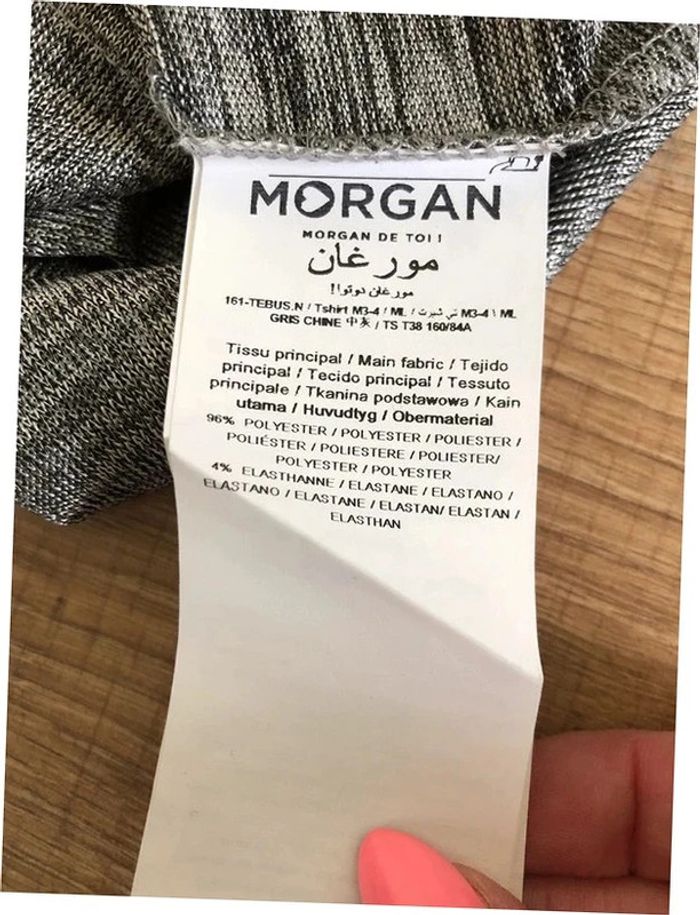 MORGAN
MORGAN DE TOI !
مورغان
مورغان دوتوا!
161-TEBUS.N / Tshirt M3-4 / ML / تي شيرت M3-4 \ ML
GRIS CHINE 中灰 / TS T38 160/84A
Tissu principal / Main fabric / Tejido
principal / Tecido principal / Tessuto
principale / Tkanina podstawowa / Kain
utama / Huvudtyg / Obermaterial
96% POLYESTER / POLYESTER / POLIESTER /
POLIÉSTER / POLIESTERE / POLIESTER/
POLYESTER / POLYESTER
4% ELASTHANNE / ELASTANE / ELASTANO /
ELASTANO / ELASTANE / ELASTAN/ ELASTAN /
ELASTHAN